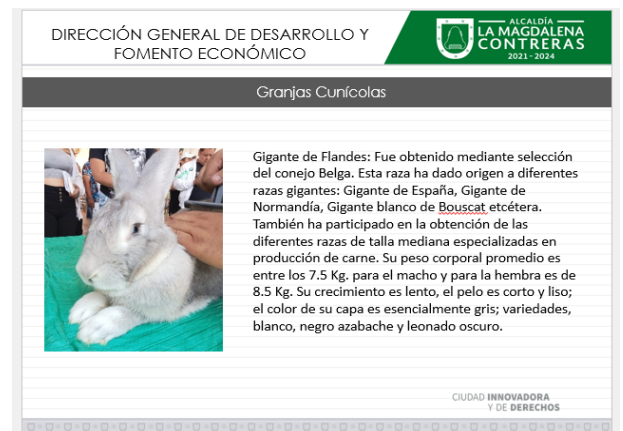 DIRECCIÓN GENERAL DE DESARROLLO Y
FOMENTO ECONÓMICO
ALCALDÍA
LA MAGDALENA
CONTRERAS
2021 - 2024
Granjas Cunícolas
Gigante de Flandes: Fue obtenido mediante selección
del conejo Belga. Esta raza ha dado origen a diferentes
razas gigantes: Gigante de España, Gigante de
Normandía, Gigante blanco de Bouscat etcétera.
También ha participado en la obtención de las
diferentes razas de talla mediana especializadas en
producción de carne. Su peso corporal promedio es
entre los 7.5 Kg. para el macho y para la hembra es de
8.5 Kg. Su crecimiento es lento, el pelo es corto y liso;
el color de su capa es esencialmente gris; variedades,
blanco, negro azabache y leonado oscuro.
CIUDAD INNOVADORA
Y DE DERECHOS